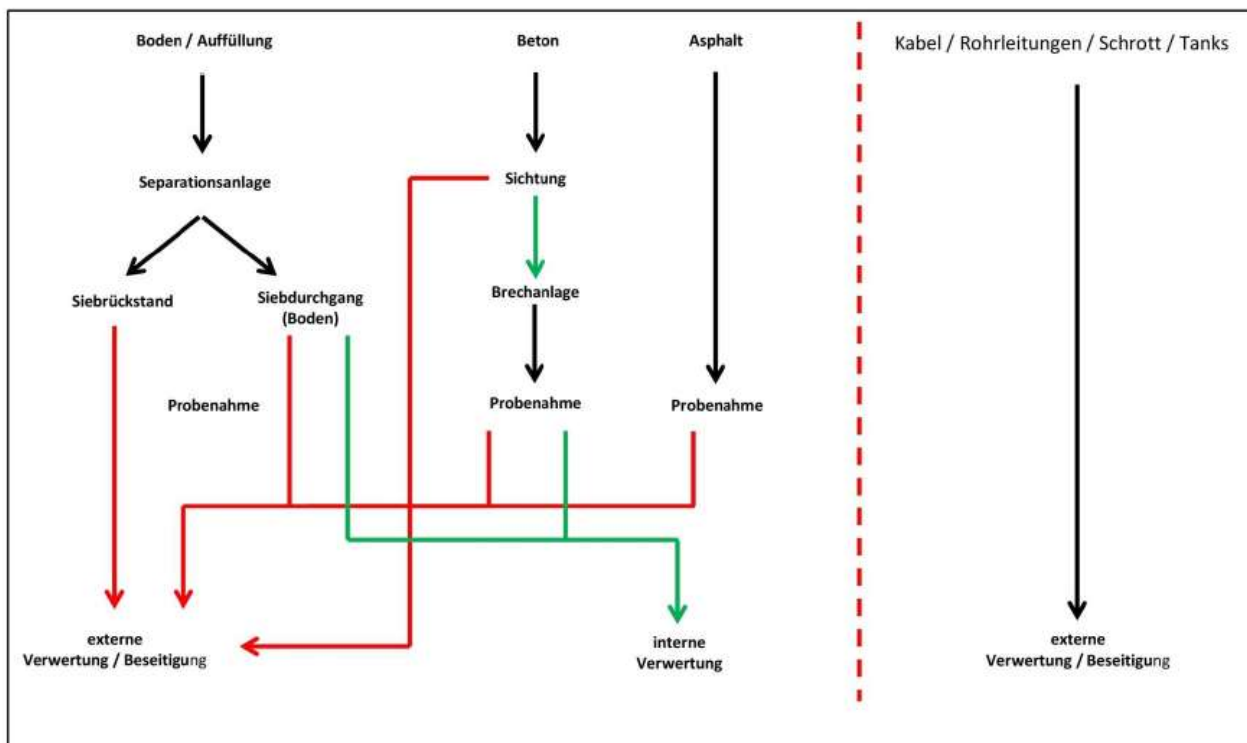 Boden / Auffüllung
Beton
Asphalt
Kabel / Rohrleitungen / Schrott / Tanks
Separationsanlage
Sichtung
Siebrückstand
Siebdurchgang
(Boden)
Brechanlage
Probenahme
Probenahme
Probenahme
externe
Verwertung / Beseitigung
interne
Verwertung
externe
Verwertung / Beseitigung